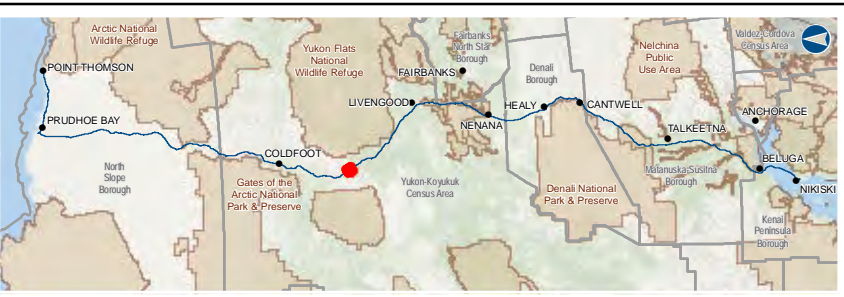 Arctic National
Wildlife Refuge
POINT THOMSON
PRUDHOE BAY
North
Slope
Borough
COLDFOOT
Gates of the
Arctic National
Park & Preserve
Yukon Flats
National
Wildlife Refuge
LIVENGOOD
Yukon-Koyukuk
Census Area
Fairbanks
North Star
Borough
FAIRBANKS
NENANA
Denali
Borough
HEALY
CANTWELL
Denali National
Park & Preserve
Nelchina
Public
Use Area
TALKEETNA
Matanuska-Susitna
Borough
Valdez-Cordova
Census Area
ANCHORAGE
BELUGA
NIKISKI
Kenai
Peninsula
Borough